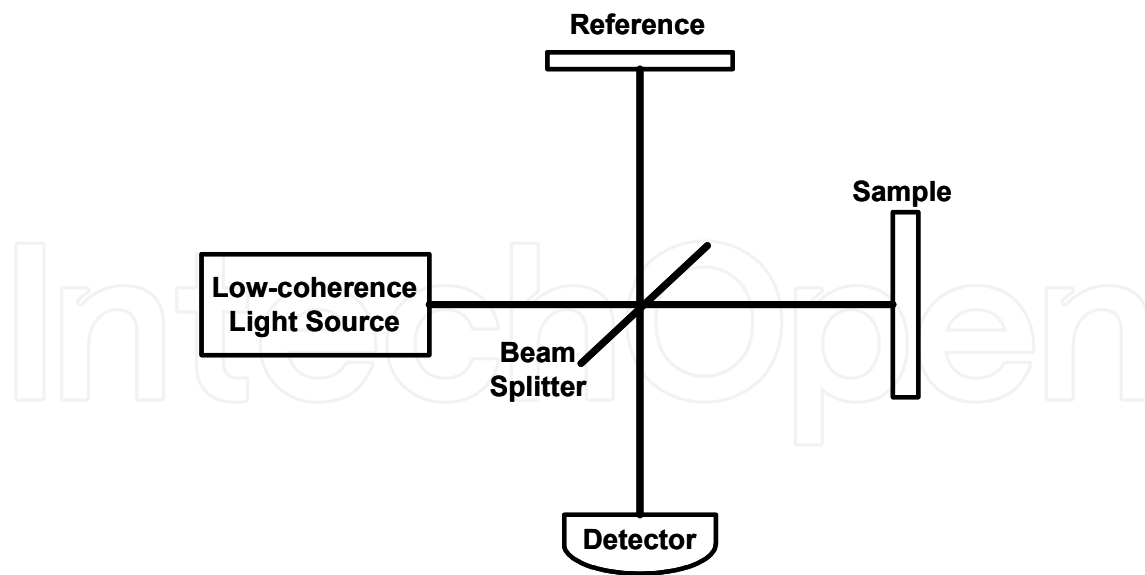 Reference
Sample
Low-coherence
Light Source
Beam
Splitter
Detector
IntechOpen